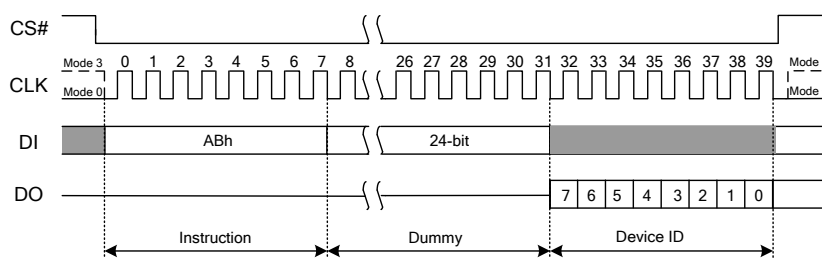 CS#
Mode 3 0 1 2 3 4 5 6 7 8 26 27 28 29 30 31 32 33 34 35 36 37 38 39 Mode
CLK
Mode 0 Mode
DI ABh 24-bit
DO 7 6 5 4 3 2 1 0
Instruction Dummy Device ID